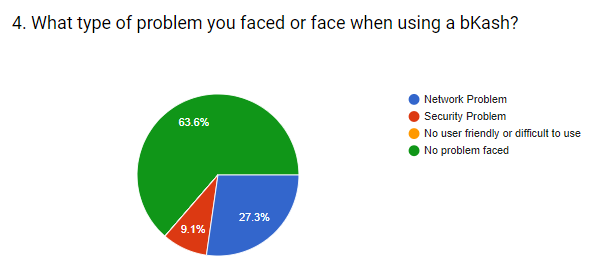 4. What type of problem you faced or face when using a bKash?
63.6%
9.1%
27.3%
Network Problem
Security Problem
No user friendly or difficult to use
No problem faced